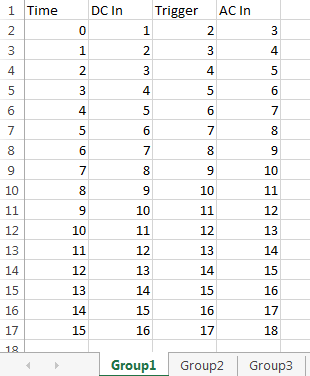 1 Time DC In Trigger AC In
2 0 1 2 3
3 1 2 3 4
4 2 3 4 5
5 3 4 5 6
6 4 5 6 7
7 5 6 7 8
8 6 7 8 9
9 7 8 9 10
10 8 9 10 11
11 9 10 11 12
12 10 11 12 13
13 11 12 13 14
14 12 13 14 15
15 13 14 15 16
16 14 15 16 17
17 15 16 17 18
18
Group1 Group2 Group3